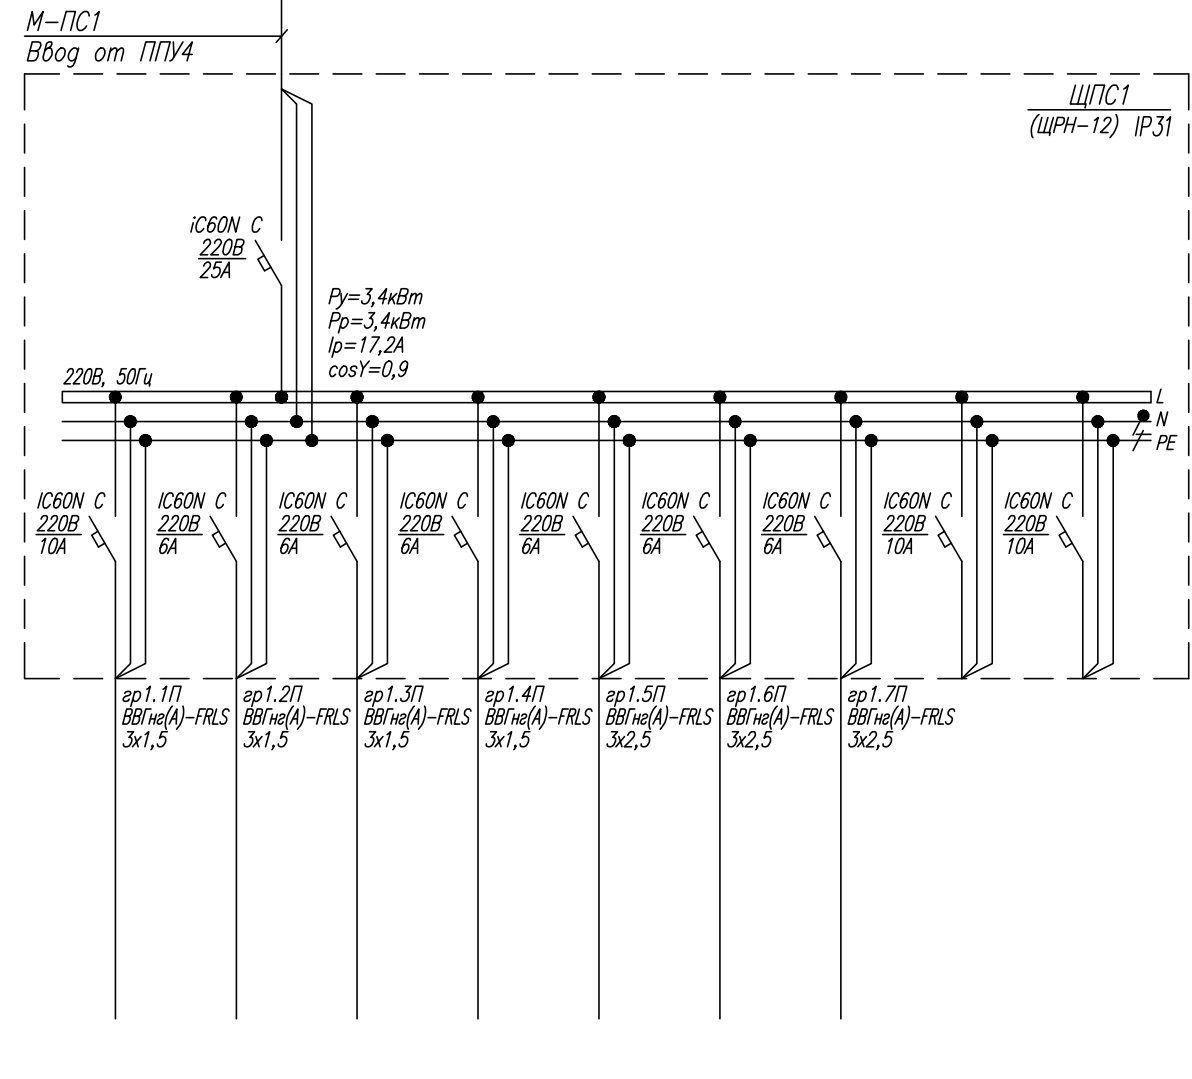 М-ПС1
Ввод от ППУ4
ЩПС1
(ЩРН-12) IP31
iC60N C
220В
25А
Ру=3,4кВт
Рр=3,4кВт
Iр=17,2А
cosY=0,9
220В, 50Гц
L
N
PE
IC60N C
220В
10А
IC60N C
220В
6А
IC60N C
220В
6А
IC60N C
220В
6А
IC60N C
220В
6А
IC60N C
220В
6А
IC60N C
220В
6А
IC60N C
220В
10А
IC60N C
220В
10А
гр1.1П
ВВГнг(А)-FRLS
3х1,5
гр1.2П
ВВГнг(А)-FRLS
3х1,5
гр1.3П
ВВГнг(А)-FRLS
3х1,5
гр1.4П
ВВГнг(А)-FRLS
3х1,5
гр1.5П
ВВГнг(А)-FRLS
3х2,5
гр1.6П
ВВГнг(А)-FRLS
3х2,5
гр1.7П
ВВГнг(А)-FRLS
3х2,5